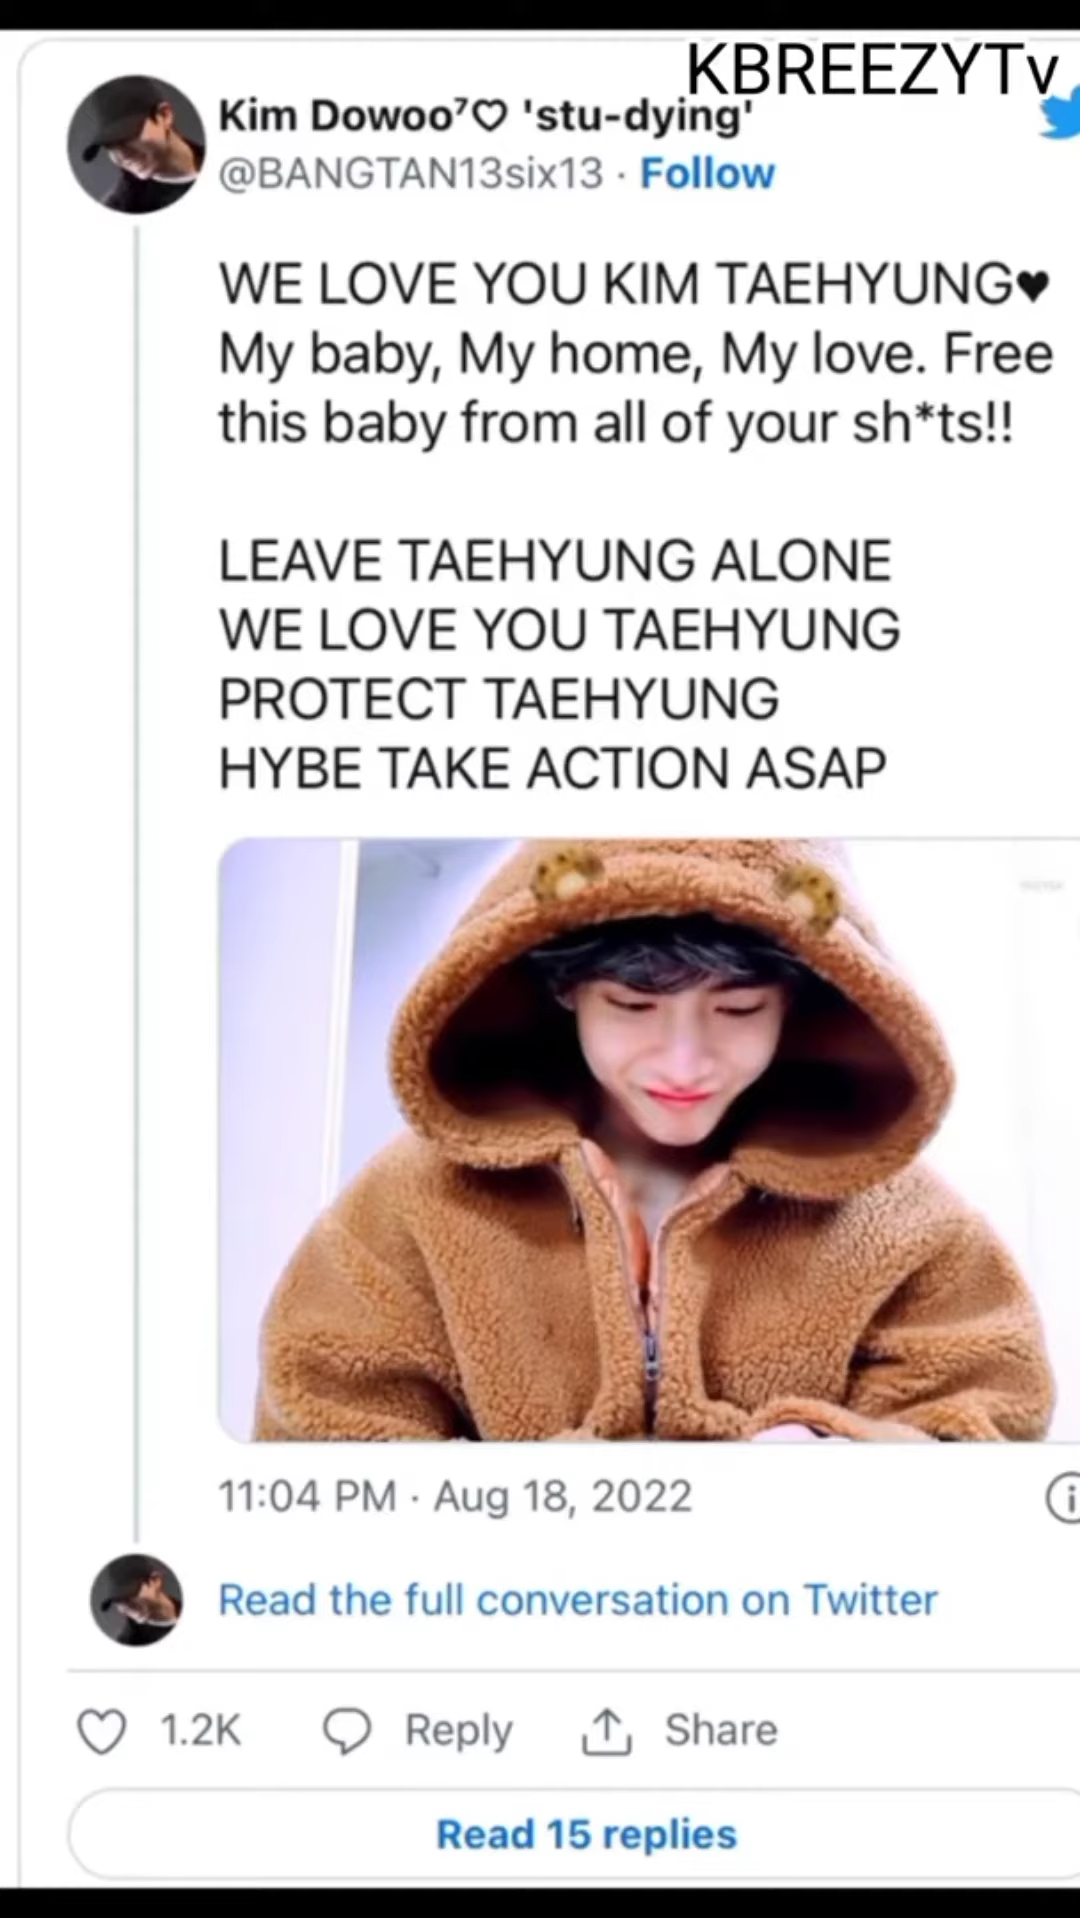 KBREEZYTv
Kim Dowoo⁷♡ 'stu-dying'
@BANGTAN13six13 · Follow
WE LOVE YOU KIM TAEHYUNG♥
My baby, My home, My love. Free
this baby from all of your sh*ts!!
LEAVE TAEHYUNG ALONE
WE LOVE YOU TAEHYUNG
PROTECT TAEHYUNG
HYBE TAKE ACTION ASAP
11:04 PM · Aug 18, 2022
Read the full conversation on Twitter
1.2K Reply Share
Read 15 replies